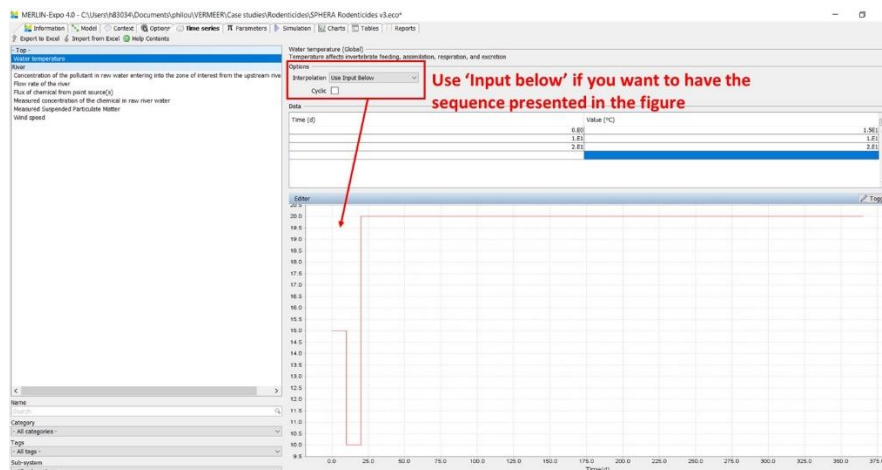 MERLIN-Expo 4.0 - C:\Users\h83034\Documents\philou\VERMEER\Case studies\Rodenticides\SPHERA Rodenticides v3.eco*
Information Model Context Options Time series Parameters Simulation Charts Tables Reports
Export to Excel Import from Excel Help Contents
- Top -
Water temperature
River
Concentration of the pollutant in raw water entering into the zone of interest from the upstream rive
Flow rate of the river
Flux of chemical from point source(s)
Measured concentration of the chemical in raw river water
Measured Suspended Particulate Matter
Wind speed
Name
Search
Category
- All categories -
Tags
- All tags -
Sub-system
Water temperature (Global)
Temperature affects invertebrate feeding, assimilation, respiration, and excretion
Options
Interpolation Use Input Below
Cyclic
Use 'Input below' if you want to have the
sequence presented in the figure
Data
Time (d) Value (°C)
0.E0 1.5E1
1.E1 1.E1
2.E1 2.E1
Editor Togg
20.5
20.0
19.5
19.0
18.5
18.0
17.5
17.0
16.5
16.0
15.5
15.0
14.5
14.0
13.5
13.0
12.5
12.0
11.5
11.0
10.5
10.0
9.5
0.0 25.0 50.0 75.0 100.0 125.0 150.0 175.0 200.0 225.0 250.0 275.0 300.0 325.0 350.0 375.0
Time(d)